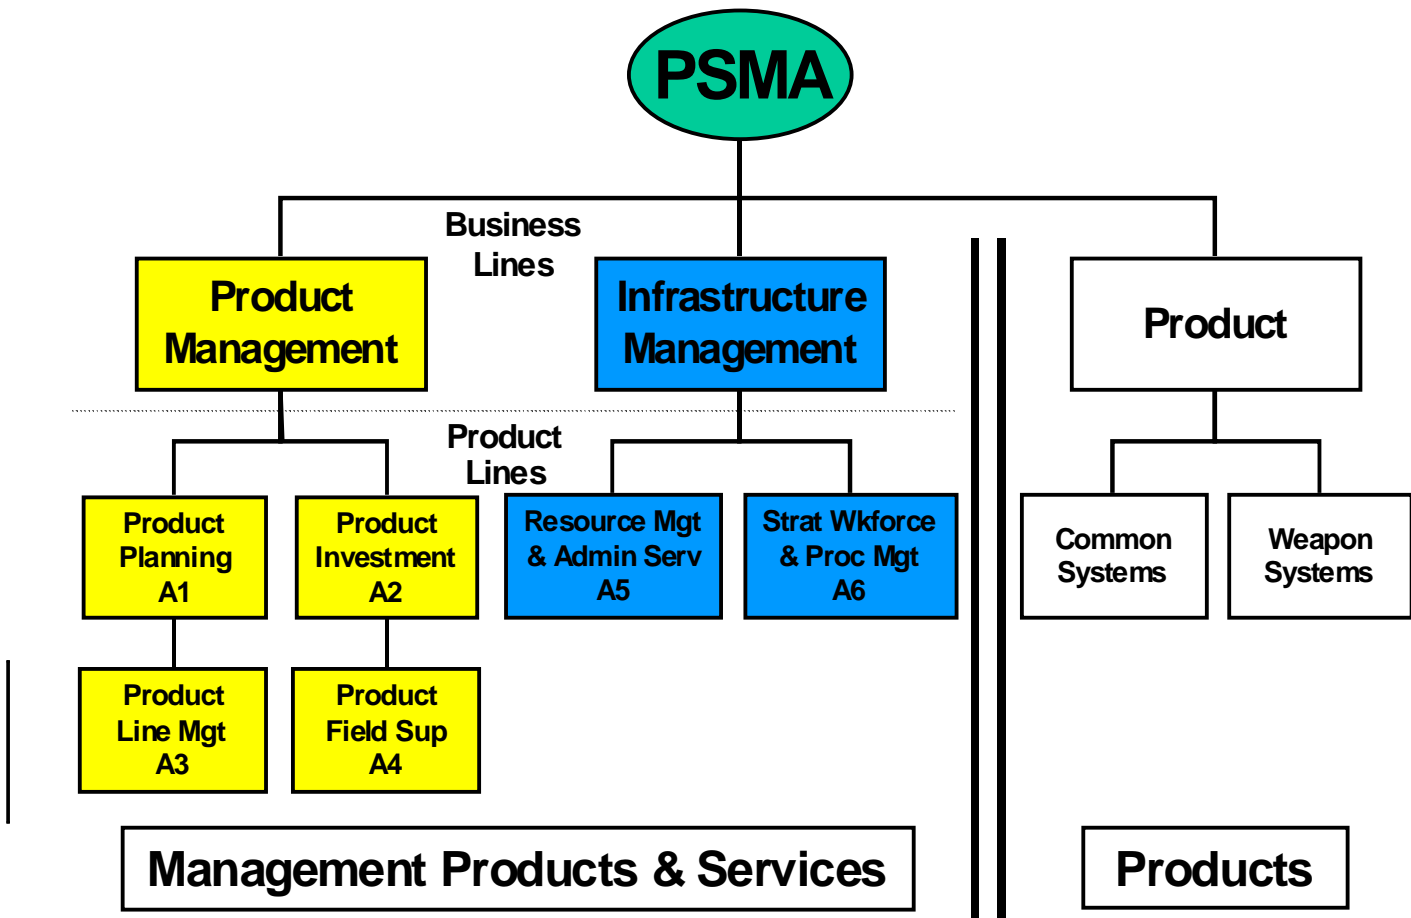 PSMA
Business
Lines
Product
Management
Infrastructure
Management
Product
Product
Lines
Product
Planning
A1
Product
Investment
A2
Resource Mgt
& Admin Serv
A5
Strat Wkforce
& Proc Mgt
A6
Common
Systems
Weapon
Systems
Product
Line Mgt
A3
Product
Field Sup
A4
Management Products & Services
Products